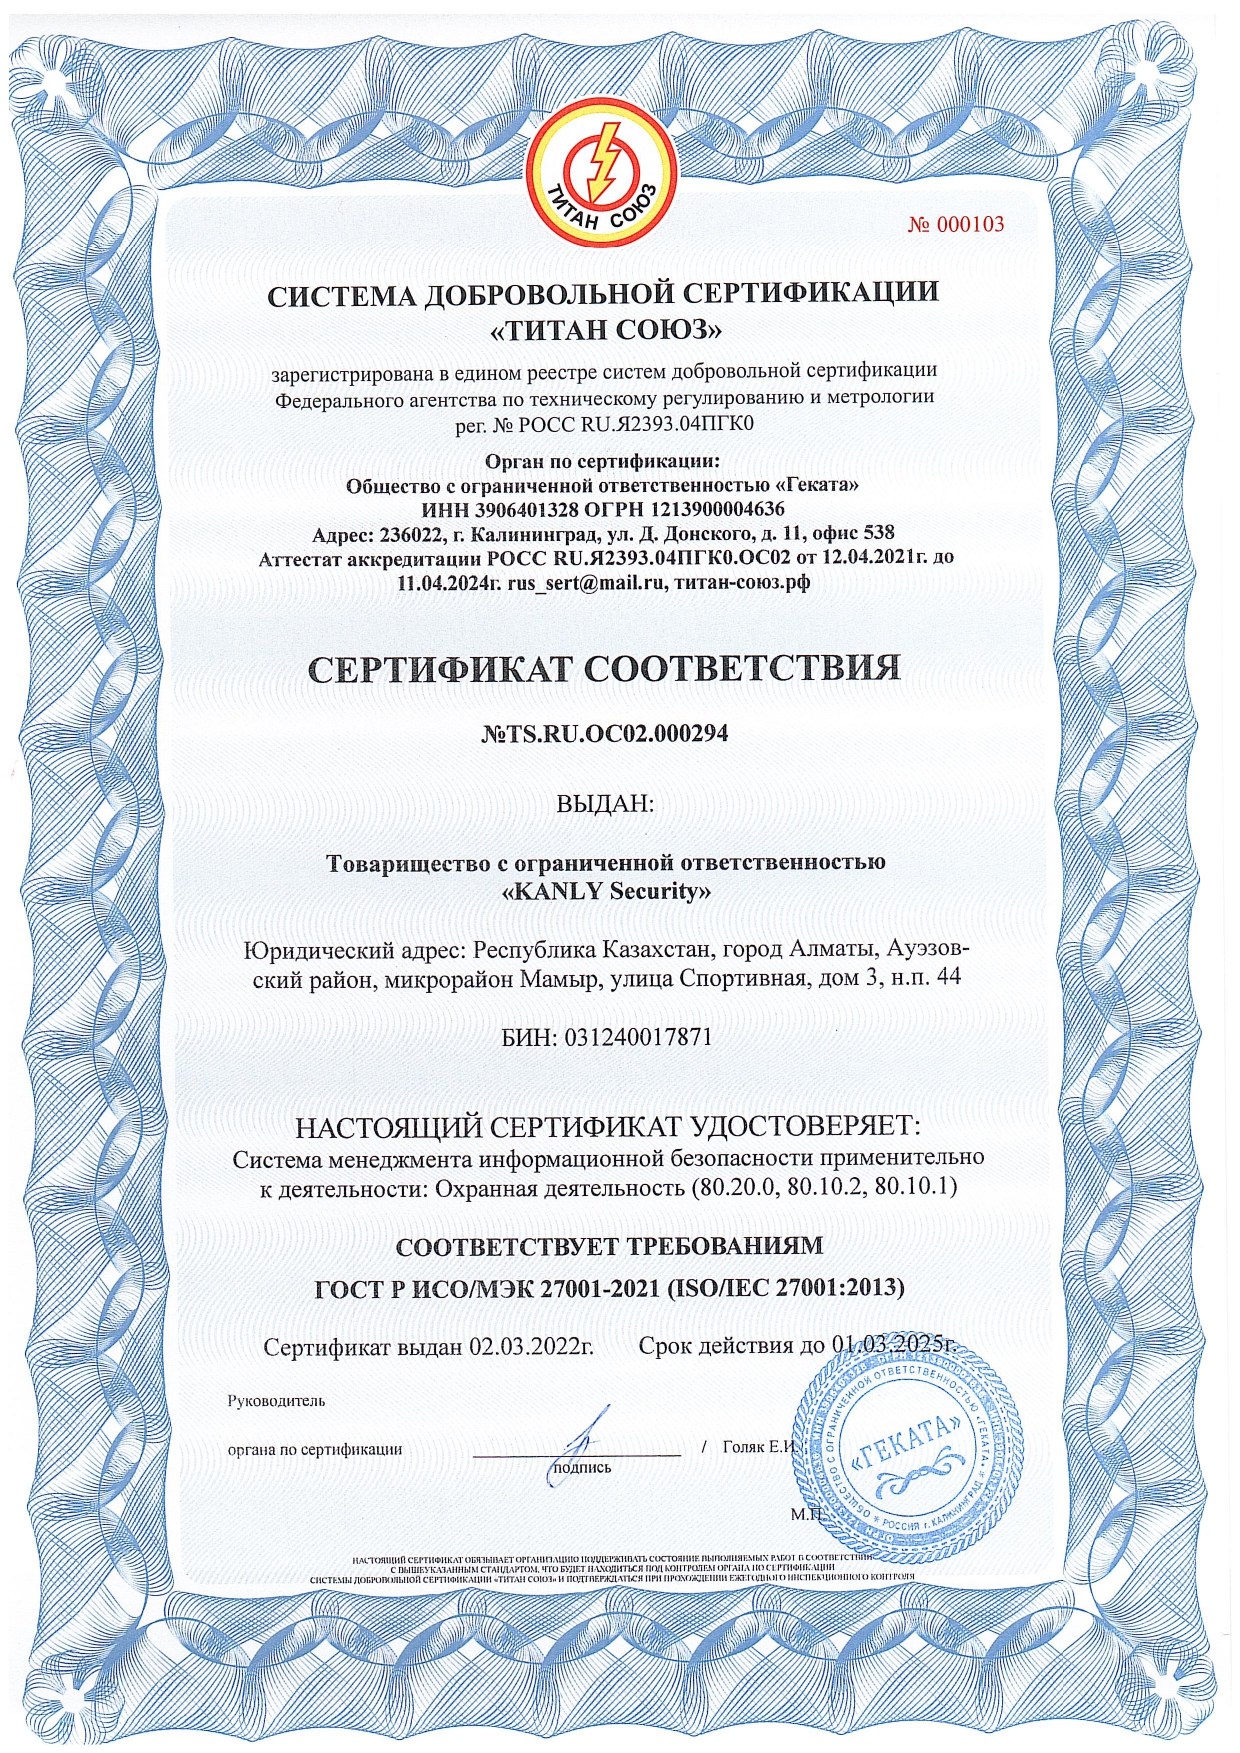 ТИТАН СОЮЗ
№ 000103
СИСТЕМА ДОБРОВОЛЬНОЙ СЕРТИФИКАЦИИ
«ТИТАН СОЮЗ»
зарегистрирована в едином реестре систем добровольной сертификации
Федерального агентства по техническому регулированию и метрологии
рег. № РОСС RU.Я2393.04ПГК0
Орган по сертификации:
Общество с ограниченной ответственностью «Геката»
ИНН 3906401328 ОГРН 1213900004636
Адрес: 236022, г. Калининград, ул. Д. Донского, д. 11, офис 538
Аттестат аккредитации РОСС RU.Я2393.04ПГК0.ОС02 от 12.04.2021г. до
11.04.2024г. rus_sert@mail.ru, титан-союз.рф
СЕРТИФИКАТ СООТВЕТСТВИЯ
№TS.RU.ОС02.000294
ВЫДАН:
Товарищество с ограниченной ответственностью
«KANLY Security»
Юридический адрес: Республика Казахстан, город Алматы, Ауэзов-
ский район, микрорайон Мамыр, улица Спортивная, дом 3, н.п. 44
БИН: 031240017871
НАСТОЯЩИЙ СЕРТИФИКАТ УДОСТОВЕРЯЕТ:
Система менеджмента информационной безопасности применительно
к деятельности: Охранная деятельность (80.20.0, 80.10.2, 80.10.1)
СООТВЕТСТВУЕТ ТРЕБОВАНИЯМ
ГОСТ Р ИСО/МЭК 27001-2021 (ISO/IEC 27001:2013)
Сертификат выдан 02.03.2022г. Срок действия до 01.03.2025г.
Руководитель
органа по сертификации / Голяк Е.И.
подпись
М.П.
ОБЩЕСТВО С ОГРАНИЧЕННОЙ ОТВЕТСТВЕННОСТЬЮ «ГЕКАТА»
«ГЕКАТА»
РОССИЯ г. КАЛИНИНГРАД
НАСТОЯЩИЙ СЕРТИФИКАТ ОБЯЗЫВАЕТ ОРГАНИЗАЦИЮ ПОДДЕРЖИВАТЬ СОСТОЯНИЕ ВЫПОЛНЯЕМЫХ РАБОТ В СООТВЕТСТВИИ
С ВЫШЕУКАЗАННЫМ СТАНДАРТОМ, ЧТО БУДЕТ НАХОДИТЬСЯ ПОД КОНТРОЛЕМ ОРГАНА ПО СЕРТИФИКАЦИИ
СИСТЕМЫ ДОБРОВОЛЬНОЙ СЕРТИФИКАЦИИ «ТИТАН СОЮЗ» И ПОДТВЕРЖДАТЬСЯ ПРИ ПРОХОЖДЕНИИ ЕЖЕГОДНОГО ИНСПЕКЦИОННОГО КОНТРОЛЯ